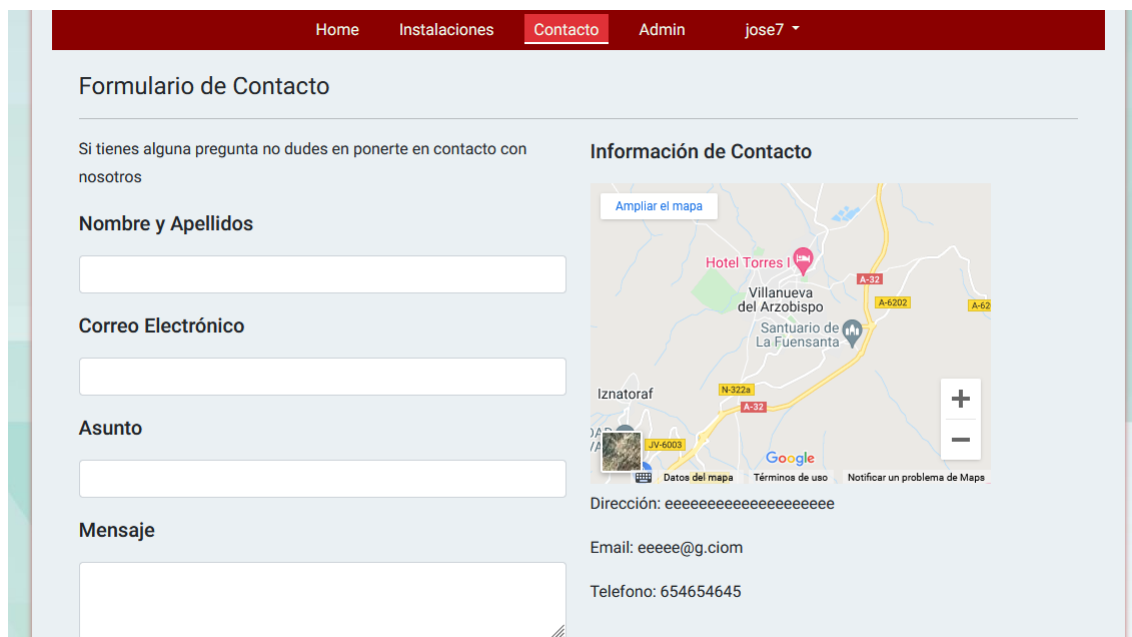 Home Instalaciones Contacto Admin jose7
Formulario de Contacto
Si tienes alguna pregunta no dudes en ponerte en contacto con
nosotros
Nombre y Apellidos
Correo Electrónico
Asunto
Mensaje
Información de Contacto
Ampliar el mapa
Hotel Torres I
A-32
Villanueva
del Arzobispo
A-6202
A-62
Santuario de
La Fuensanta
Iznatoraf
N-322a
A-32
JV-6003
Google
Datos del mapa Términos de uso Notificar un problema de Maps
Dirección: eeeeeeeeeeeeeeeeeeee
Email: eeeee@g.ciom
Telefono: 654654645